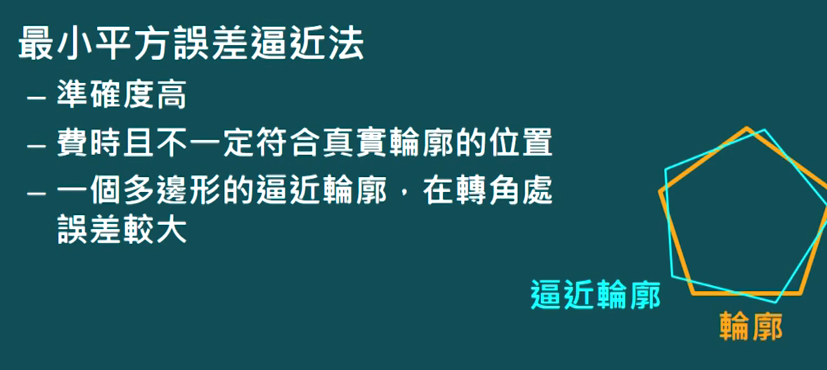 最小平方誤差逼近法
– 準確度高
– 費時且不一定符合真實輪廓的位置
– 一個多邊形的逼近輪廓，在轉角處
誤差較大
逼近輪廓
輪廓